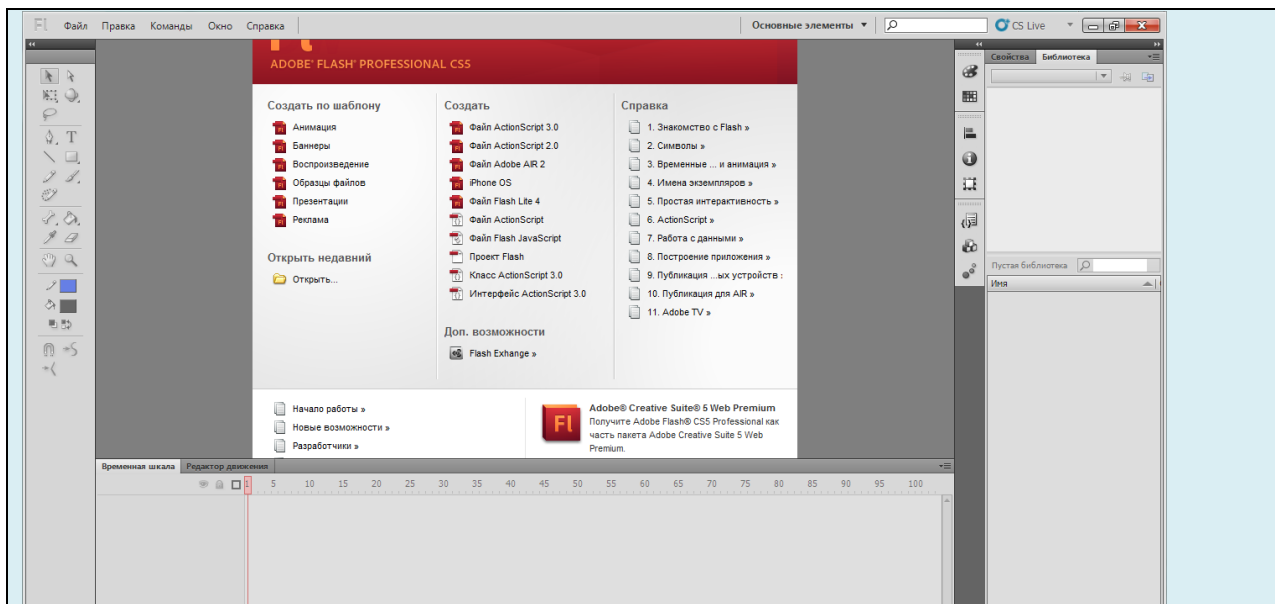 Fl Файл Правка Команды Окно Справка Основные элементы CS Live
ADOBE® FLASH® PROFESSIONAL CS5
Создать по шаблону
Анимация
Баннеры
Воспроизведение
Образцы файлов
Презентации
Реклама
Открыть недавний
Открыть...
Создать
Файл ActionScript 3.0
Файл ActionScript 2.0
Файл Adobe AIR 2
iPhone OS
Файл Flash Lite 4
Файл ActionScript
Файл Flash JavaScript
Проект Flash
Класс ActionScript 3.0
Интерфейс ActionScript 3.0
Доп. возможности
Flash Exhange »
Справка
1. Знакомство с Flash »
2. Символы »
3. Временные ... и анимация »
4. Имена экземпляров »
5. Простая интерактивность »
6. ActionScript »
7. Работа с данными »
8. Построение приложения »
9. Публикация ...ых устройств
10. Публикация для AIR »
11. Adobe TV »
Начало работы »
Новые возможности »
Разработчики »
Fl
Adobe® Creative Suite® 5 Web Premium
Получите Adobe Flash® CS5 Professional как
часть пакета Adobe Creative Suite 5 Web
Premium.
Свойства Библиотека
Пустая библиотека
Имя
Временная шкала Редактор движения
1 5 10 15 20 25 30 35 40 45 50 55 60 65 70 75 80 85 90 95 100